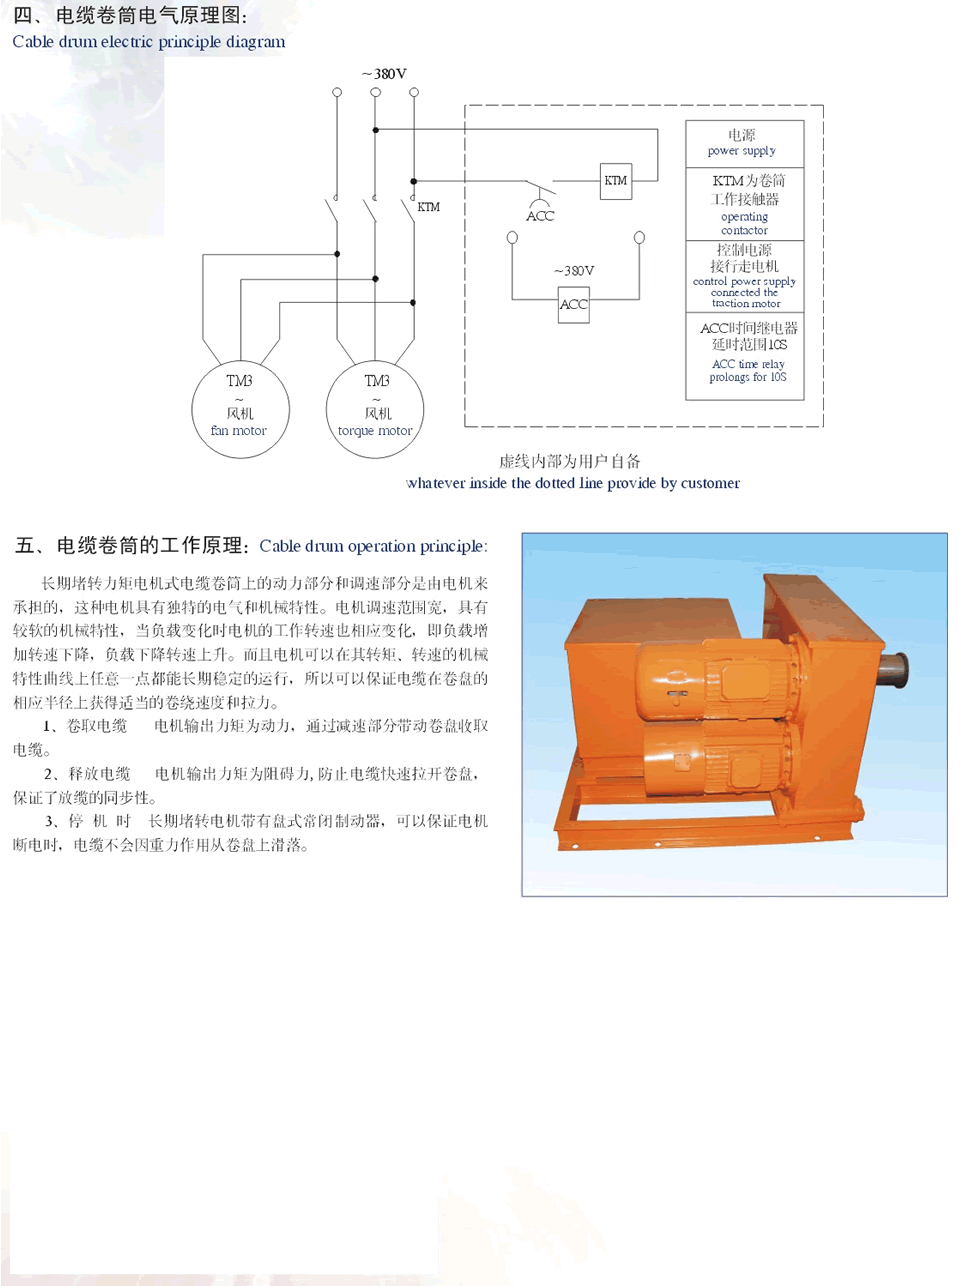 四、电缆卷筒电气原理图：
Cable drum electric principle diagram
～380V
KTM
KTM
ACC
～380V
ACC
电源
power supply
KTM为卷筒
工作接触器
operating
contactor
控制电源
接行走电机
control power supply
connected the
traction motor
ACC时间继电器
延时范围10S
ACC time relay
prolongs for 10S
TM3
～
风机
fan motor
TM3
～
风机
torque motor
虚线内部为用户自备
whatever inside the dotted line provide by customer
五、电缆卷筒的工作原理：Cable drum operation principle:
长期堵转力矩电机式电缆卷筒上的动力部分和调速部分是由电机来
承担的，这种电机具有独特的电气和机械特性。电机调速范围宽，具有
较软的机械特性，当负载变化时电机的工作转速也相应变化，即负载增
加转速下降，负载下降转速上升。而且电机可以在其转矩、转速的机械
特性曲线上任意一点都能长期稳定的运行，所以可以保证电缆在卷盘的
相应半径上获得适当的卷绕速度和拉力。
1、卷取电缆 电机输出力矩为动力，通过减速部分带动卷盘收取
电缆。
2、释放电缆 电机输出力矩为阻碍力,防止电缆快速拉开卷盘，
保证了放缆的同步性。
3、停 机 时 长期堵转电机带有盘式常闭制动器，可以保证电机
断电时，电缆不会因重力作用从卷盘上滑落。